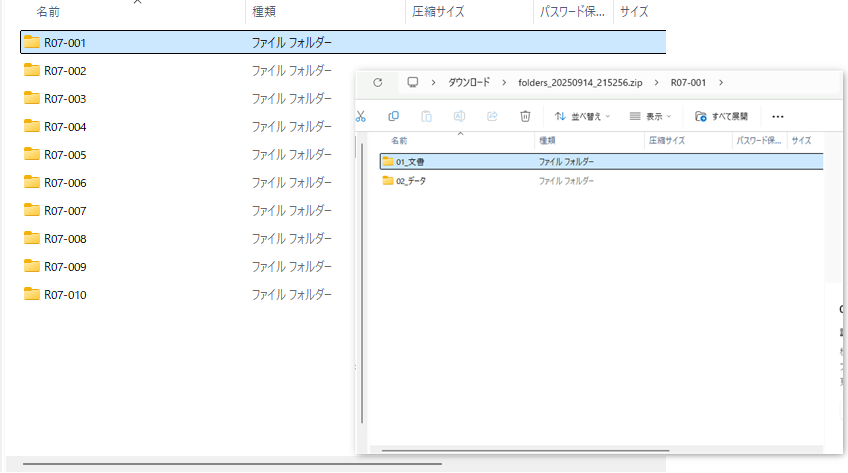 名前 種類 圧縮サイズ パスワード保... サイズ
R07-001 ファイル フォルダー
R07-002 ファイル フォルダー
R07-003 ファイル フォルダー
R07-004 ファイル フォルダー
R07-005 ファイル フォルダー
R07-006 ファイル フォルダー
R07-007 ファイル フォルダー
R07-008 ファイル フォルダー
R07-009 ファイル フォルダー
R07-010 ファイル フォルダー
ダウンロード > folders_20250914_215256.zip > R07-001 >
並べ替え 表示 すべて展開 ...
名前 種類 圧縮サイズ パスワード保... サイズ
01_文書 ファイル フォルダー
02_データ ファイル フォルダー